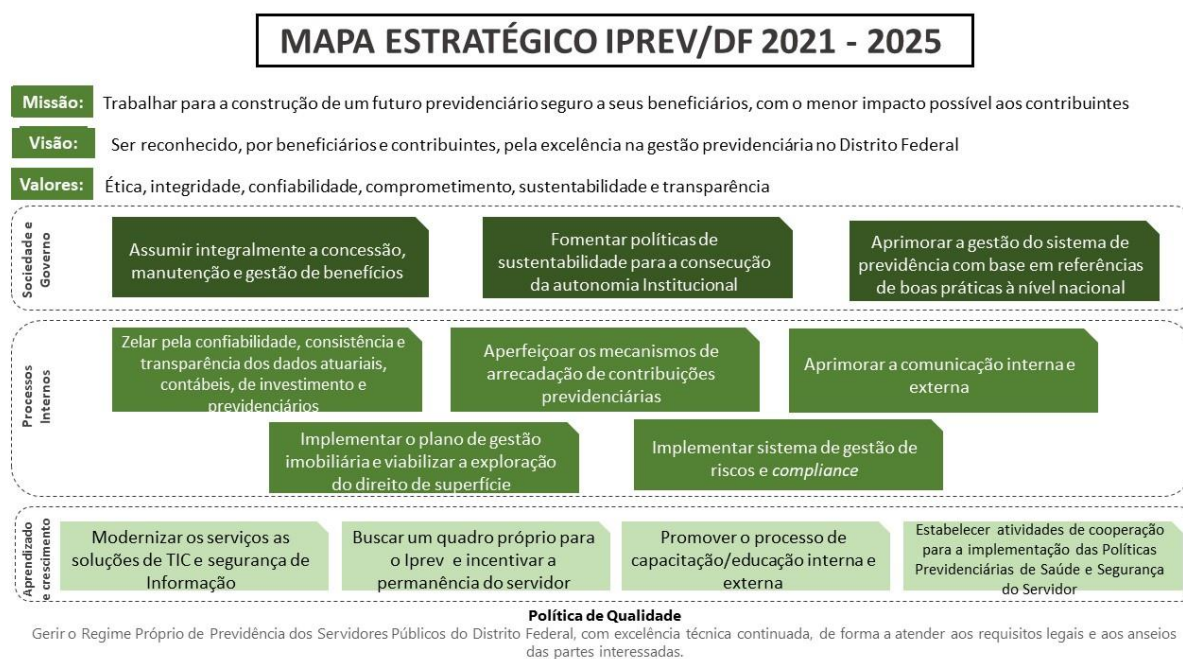 MAPA ESTRATÉGICO IPREV/DF 2021 - 2025
Missão: Trabalhar para a construção de um futuro previdenciário seguro a seus beneficiários, com o menor impacto possível aos contribuintes
Visão: Ser reconhecido, por beneficiários e contribuintes, pela excelência na gestão previdenciária no Distrito Federal
Valores: Ética, integridade, confiabilidade, comprometimento, sustentabilidade e transparência
Sociedade e
Governo
Assumir integralmente a concessão,
manutenção e gestão de benefícios
Fomentar políticas de
sustentabilidade para a consecução
da autonomia Institucional
Aprimorar a gestão do sistema de
previdência com base em referências
de boas práticas à nível nacional
Processos
Internos
Zelar pela confiabilidade, consistência e
transparência dos dados atuariais,
contábeis, de investimento e
previdenciários
Aperfeiçoar os mecanismos de
arrecadação de contribuições
previdenciárias
Aprimorar a comunicação interna e
externa
Implementar o plano de gestão
imobiliária e viabilizar a exploração
do direito de superfície
Implementar sistema de gestão de
riscos e compliance
Aprendizado
e crescimento
Modernizar os serviços as
soluções de TIC e segurança de
Informação
Buscar um quadro próprio para
o Iprev e incentivar a
permanência do servidor
Promover o processo de
capacitação/educação interna e
externa
Estabelecer atividades de cooperação
para a implementação das Políticas
Previdenciárias de Saúde e Segurança
do Servidor
Política de Qualidade
Gerir o Regime Próprio de Previdência dos Servidores Públicos do Distrito Federal, com excelência técnica continuada, de forma a atender aos requisitos legais e aos anseios
das partes interessadas.